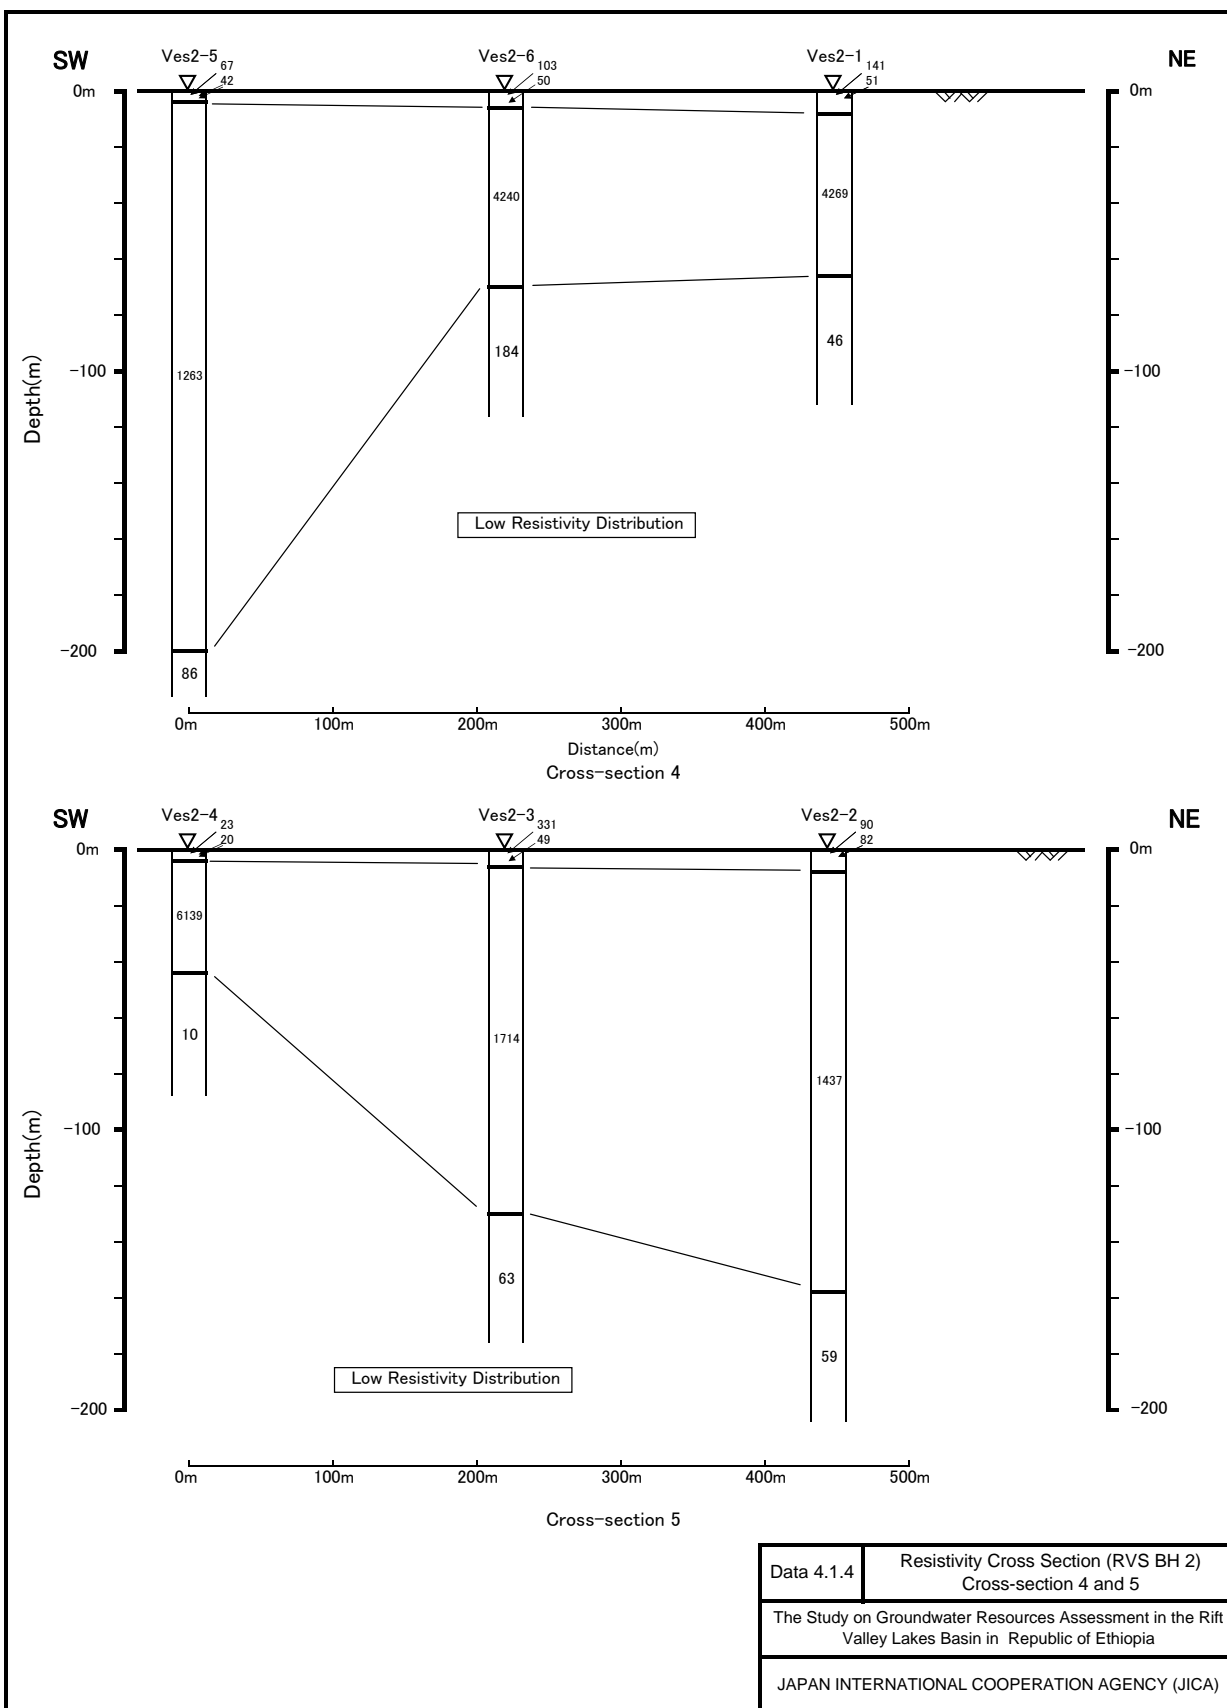 SW
Ves2-5
67
42
Ves2-6
103
50
Ves2-1
141
51
NE
0m
0m
4240
4269
184
46
1263
-100
-100
Depth(m)
Low Resistivity Distribution
-200
-200
86
0m 100m 200m 300m 400m 500m
Distance(m)
Cross-section 4
SW
Ves2-4
23
20
Ves2-3
331
49
Ves2-2
90
82
NE
0m
0m
6139
10
1714
1437
-100
-100
Depth(m)
63
59
Low Resistivity Distribution
-200
-200
0m 100m 200m 300m 400m 500m
Cross-section 5
Data 4.1.4
Resistivity Cross Section (RVS BH 2)
Cross-section 4 and 5
The Study on Groundwater Resources Assessment in the Rift
Valley Lakes Basin in Republic of Ethiopia
JAPAN INTERNATIONAL COOPERATION AGENCY (JICA)